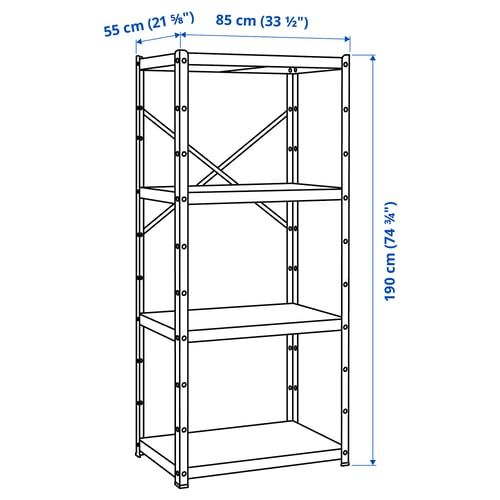 55 cm (21 ⅝")
85 cm (33 ½")
190 cm (74 ¾")